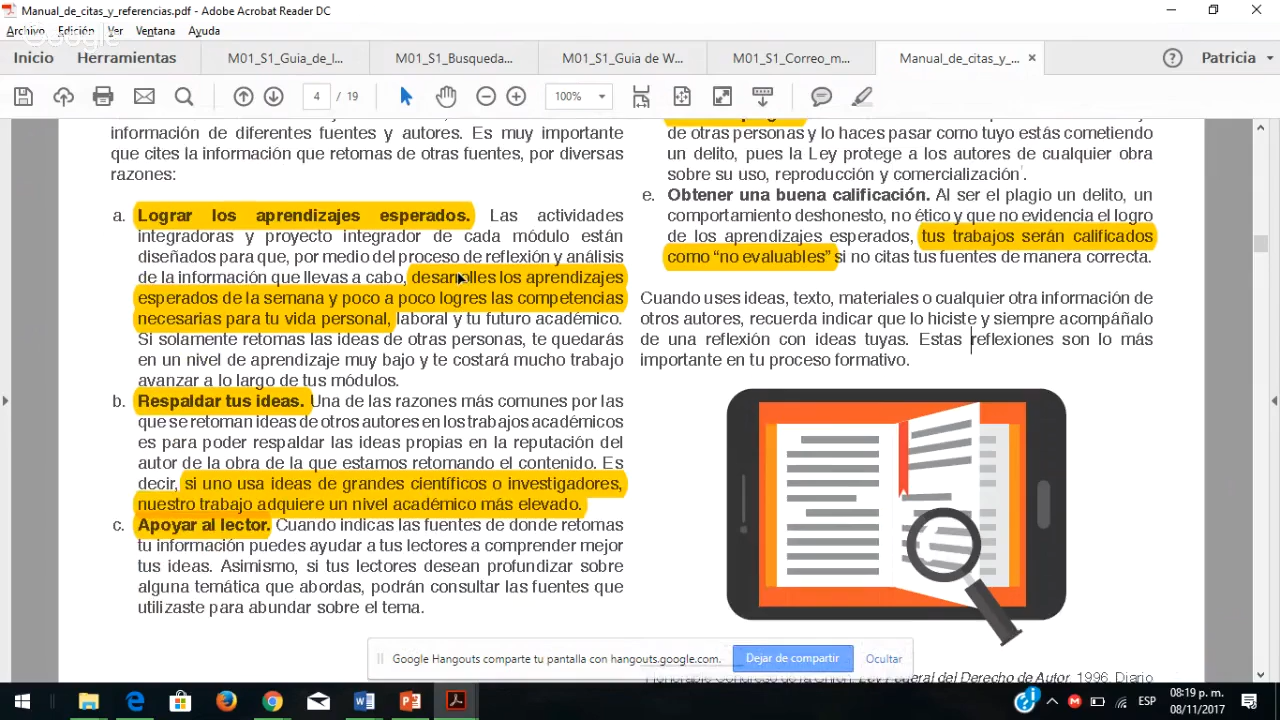 Manual_de_citas_y_referencias.pdf - Adobe Acrobat Reader DC
Archivo Edición Ver Ventana Ayuda
Google
Inicio Herramientas M01_S1_Guia_de_I... M01_S1_Busqueda... M01_S1_Guia de W... M01_S1_Correo_m... Manual_de_citas_y_... × Patricia
4 / 19 100%
información de diferentes fuentes y autores. Es muy importante
que cites la información que retomas de otras fuentes, por diversas
razones:
a. Lograr los aprendizajes esperados. Las actividades
integradoras y proyecto integrador de cada módulo están
diseñados para que, por medio del proceso de reflexión y análisis
de la información que llevas a cabo, desarrolles los aprendizajes
esperados de la semana y poco a poco logres las competencias
necesarias para tu vida personal, laboral y tu futuro académico.
Si solamente retomas las ideas de otras personas, te quedarás
en un nivel de aprendizaje muy bajo y te costará mucho trabajo
avanzar a lo largo de tus módulos.
b. Respaldar tus ideas. Una de las razones más comunes por las
que se retoman ideas de otros autores en los trabajos académicos
es para poder respaldar las ideas propias en la reputación del
autor de la obra de la que estamos retomando el contenido. Es
decir, si uno usa ideas de grandes científicos o investigadores,
nuestro trabajo adquiere un nivel académico más elevado.
c. Apoyar al lector. Cuando indicas las fuentes de donde retomas
tu información puedes ayudar a tus lectores a comprender mejor
tus ideas. Asimismo, si tus lectores desean profundizar sobre
alguna temática que abordas, podrán consultar las fuentes que
utilizaste para abundar sobre el tema.
de otras personas y lo haces pasar como tuyo estás cometiendo
un delito, pues la Ley protege a los autores de cualquier obra
sobre su uso, reproducción y comercialización.
e. Obtener una buena calificación. Al ser el plagio un delito, un
comportamiento deshonesto, no ético y que no evidencia el logro
de los aprendizajes esperados, tus trabajos serán calificados
como “no evaluables” si no citas tus fuentes de manera correcta.
Cuando uses ideas, texto, materiales o cualquier otra información de
otros autores, recuerda indicar que lo hiciste y siempre acompáñalo
de una reflexión con ideas tuyas. Estas reflexiones son lo más
importante en tu proceso formativo.
Ley Federal del Derecho de Autor, 1996, Diario
Google Hangouts comparte tu pantalla con hangouts.google.com. Dejar de compartir Ocultar
ESP 08:19 p. m.
08/11/2017